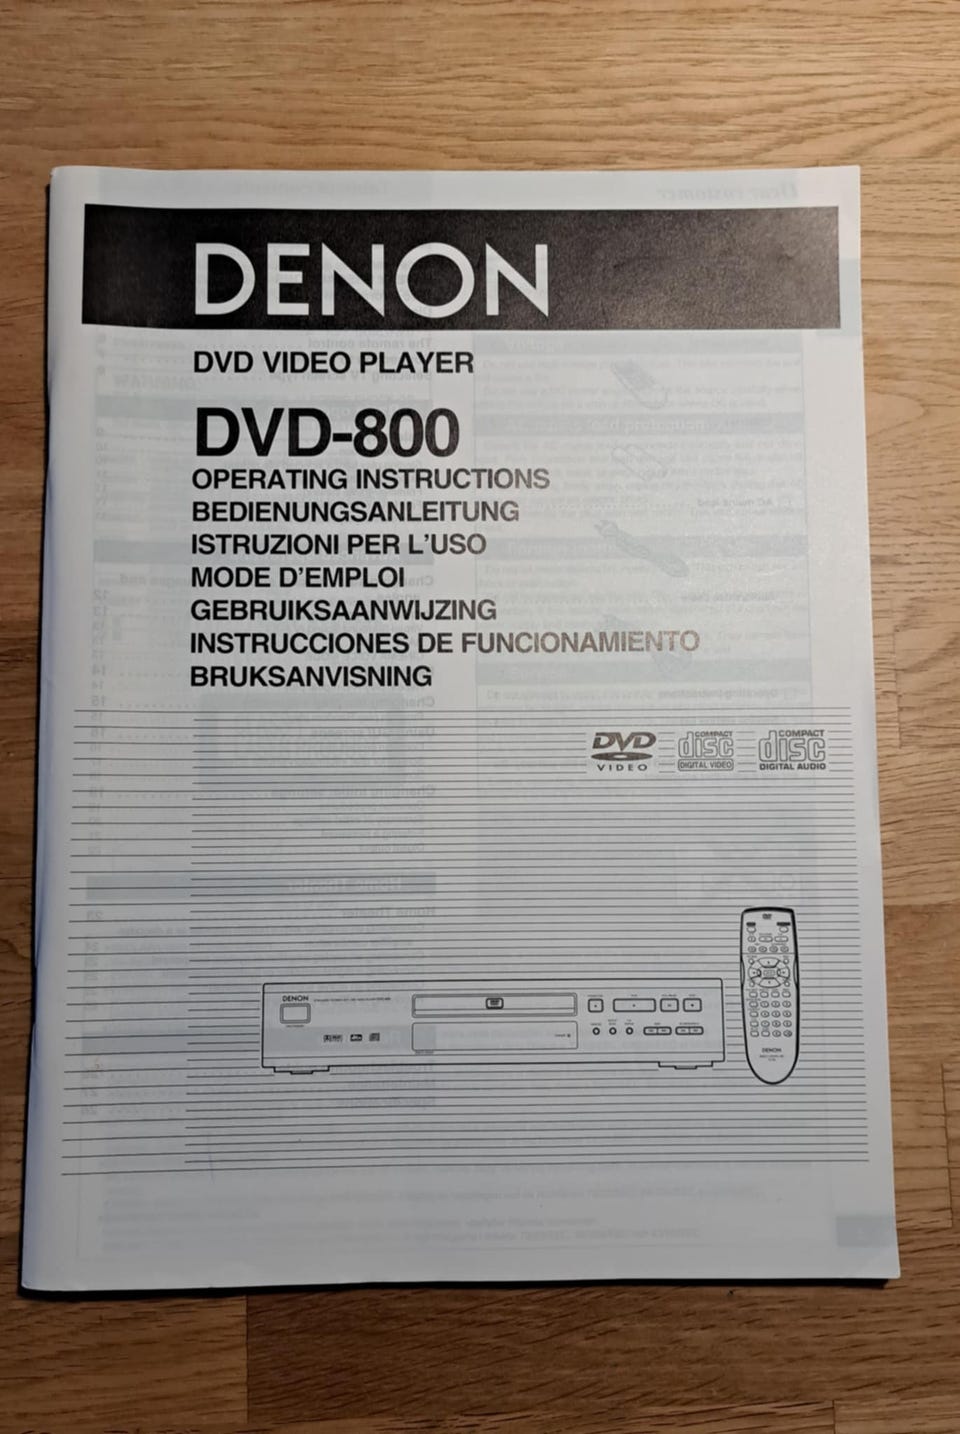 DENON
DVD VIDEO PLAYER
DVD-800
OPERATING INSTRUCTIONS
BEDIENUNGSANLEITUNG
ISTRUZIONI PER L'USO
MODE D'EMPLOI
GEBRUIKSAANWIJZING
INSTRUCCIONES DE FUNCIONAMIENTO
BRUKSANVISNING
DVD VIDEO
COMPACT disc DIGITAL VIDEO
COMPACT disc DIGITAL AUDIO
DENON
DENON